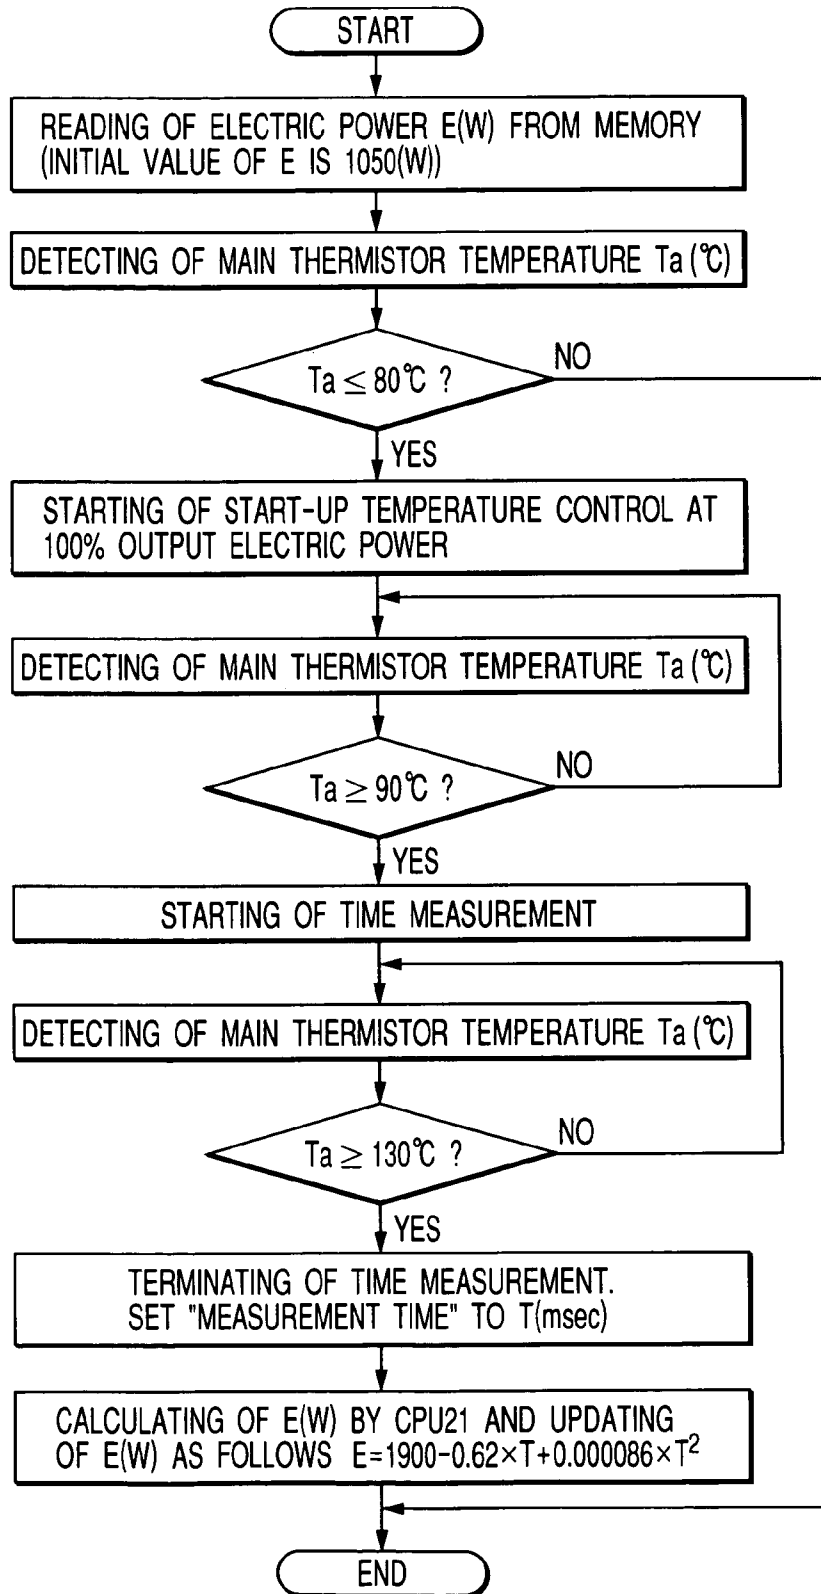 START
READING OF ELECTRIC POWER E(W) FROM MEMORY
(INITIAL VALUE OF E IS 1050(W))
DETECTING OF MAIN THERMISTOR TEMPERATURE Ta (℃)
Ta ≤ 80℃ ?
NO
YES
STARTING OF START-UP TEMPERATURE CONTROL AT
100% OUTPUT ELECTRIC POWER
DETECTING OF MAIN THERMISTOR TEMPERATURE Ta (℃)
Ta ≥ 90℃ ?
NO
YES
STARTING OF TIME MEASUREMENT
DETECTING OF MAIN THERMISTOR TEMPERATURE Ta (℃)
Ta ≥ 130℃ ?
NO
YES
TERMINATING OF TIME MEASUREMENT.
SET "MEASUREMENT TIME" TO T(msec)
CALCULATING OF E(W) BY CPU21 AND UPDATING
OF E(W) AS FOLLOWS E=1900-0.62×T+0.000086×T²
END